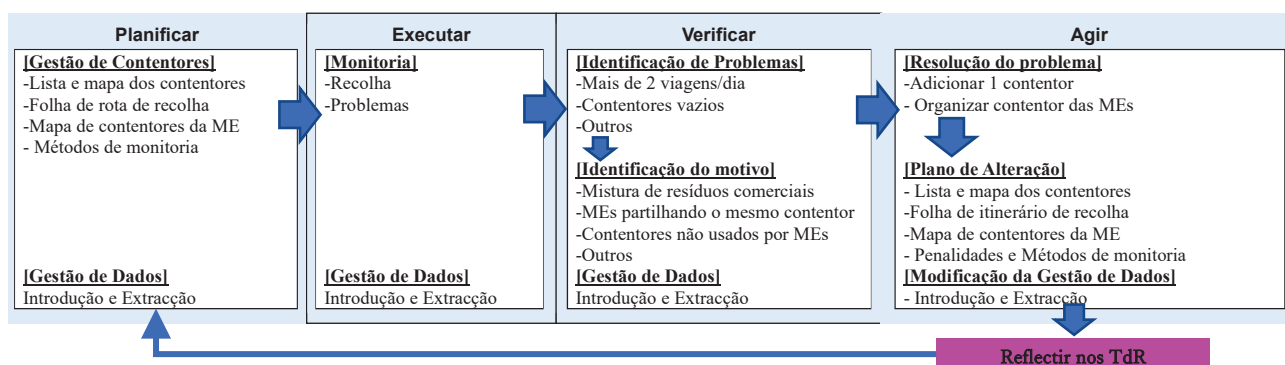 Planificar
[Gestão de Contentores]
-Lista e mapa dos contentores
-Folha de rota de recolha
-Mapa de contentores da ME
- Métodos de monitoria
[Gestão de Dados]
Introdução e Extracção
Executar
[Monitoria]
-Recolha
-Problemas
[Gestão de Dados]
Introdução e Extracção
Verificar
[Identificação de Problemas]
-Mais de 2 viagens/dia
-Contentores vazios
-Outros
[Identificação do motivo]
-Mistura de resíduos comerciais
-MEs partilhando o mesmo contentor
-Contentores não usados por MEs
-Outros
[Gestão de Dados]
Introdução e Extracção
Agir
[Resolução do problema]
-Adicionar 1 contentor
- Organizar contentor das MEs
[Plano de Alteração]
- Lista e mapa dos contentores
-Folha de itinerário de recolha
-Mapa de contentores da ME
- Penalidades e Métodos de monitoria
[Modificação da Gestão de Dados]
- Introdução e Extracção
Reflectir nos TdR